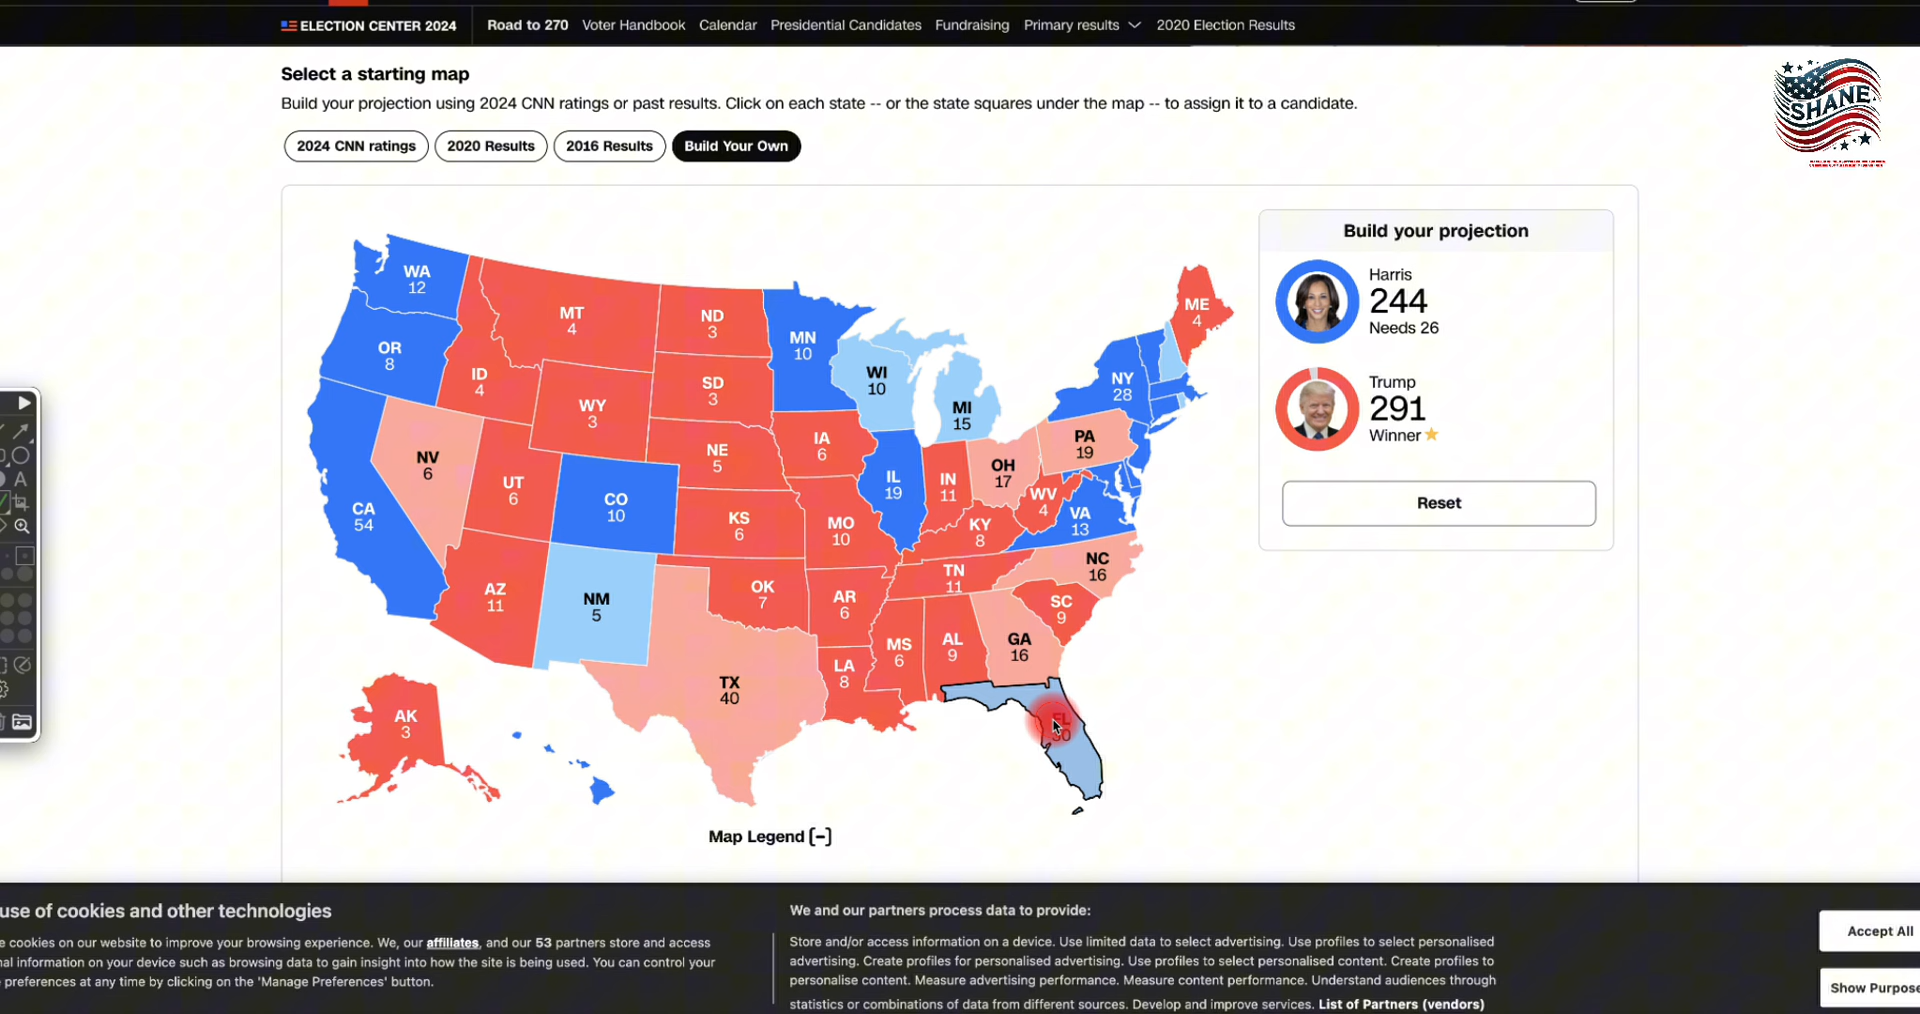 ELECTION CENTER 2024
Road to 270 Voter Handbook Calendar Presidential Candidates Fundraising Primary results 2020 Election Results
Select a starting map
Build your projection using 2024 CNN ratings or past results. Click on each state -- or the state squares under the map -- to assign it to a candidate.
2024 CNN ratings 2020 Results 2016 Results Build Your Own
SHANE
WA
12
OR
8
CA
54
NV
6
ID
4
MT
4
WY
3
UT
6
AZ
11
CO
10
NM
5
ND
3
SD
3
NE
5
KS
6
OK
7
TX
40
MN
10
IA
6
MO
10
AR
6
LA
8
WI
10
IL
19
MI
15
IN
11
OH
17
KY
8
TN
11
MS
6
AL
9
GA
16
FL
30
SC
9
NC
16
VA
13
WV
4
PA
19
NY
28
ME
4
AK
3
Map Legend [−]
Build your projection
Harris
244
Needs 26
Trump
291
Winner
Reset
A
use of cookies and other technologies
cookies on our website to improve your browsing experience. We, our affiliates, and our 53 partners store and access
information on your device such as browsing data to gain insight into how the site is being used. You can control your
preferences at any time by clicking on the 'Manage Preferences' button.
We and our partners process data to provide:
Store and/or access information on a device. Use limited data to select advertising. Use profiles to select personalised
advertising. Create profiles for personalised advertising. Use profiles to select personalised content. Create profiles to
personalise content. Measure advertising performance. Measure content performance. Understand audiences through
statistics or combinations of data from different sources. Develop and improve services. List of Partners (vendors)
Accept All
Show Purpose